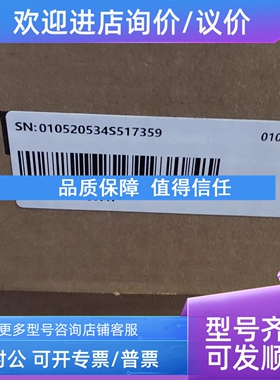 欢迎进店询价/议价
SN:010520534S517359
010
品质保障 值得信任
更多型号咨询店铺客服
对公 可开专票/普票
型号齐
可发顺